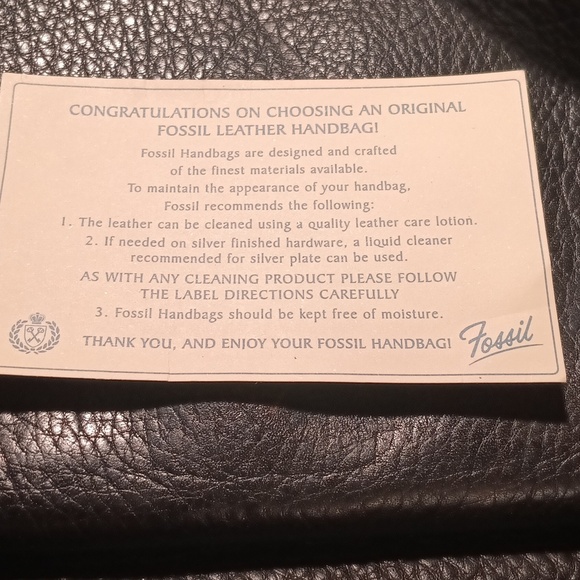 CONGRATULATIONS ON CHOOSING AN ORIGINAL
FOSSIL LEATHER HANDBAG!
Fossil Handbags are designed and crafted
of the finest materials available.
To maintain the appearance of your handbag,
Fossil recommends the following:
1. The leather can be cleaned using a quality leather care lotion.
2. If needed on silver finished hardware, a liquid cleaner
recommended for silver plate can be used.
AS WITH ANY CLEANING PRODUCT PLEASE FOLLOW
THE LABEL DIRECTIONS CAREFULLY
3. Fossil Handbags should be kept free of moisture.
THANK YOU, AND ENJOY YOUR FOSSIL HANDBAG!
Fossil